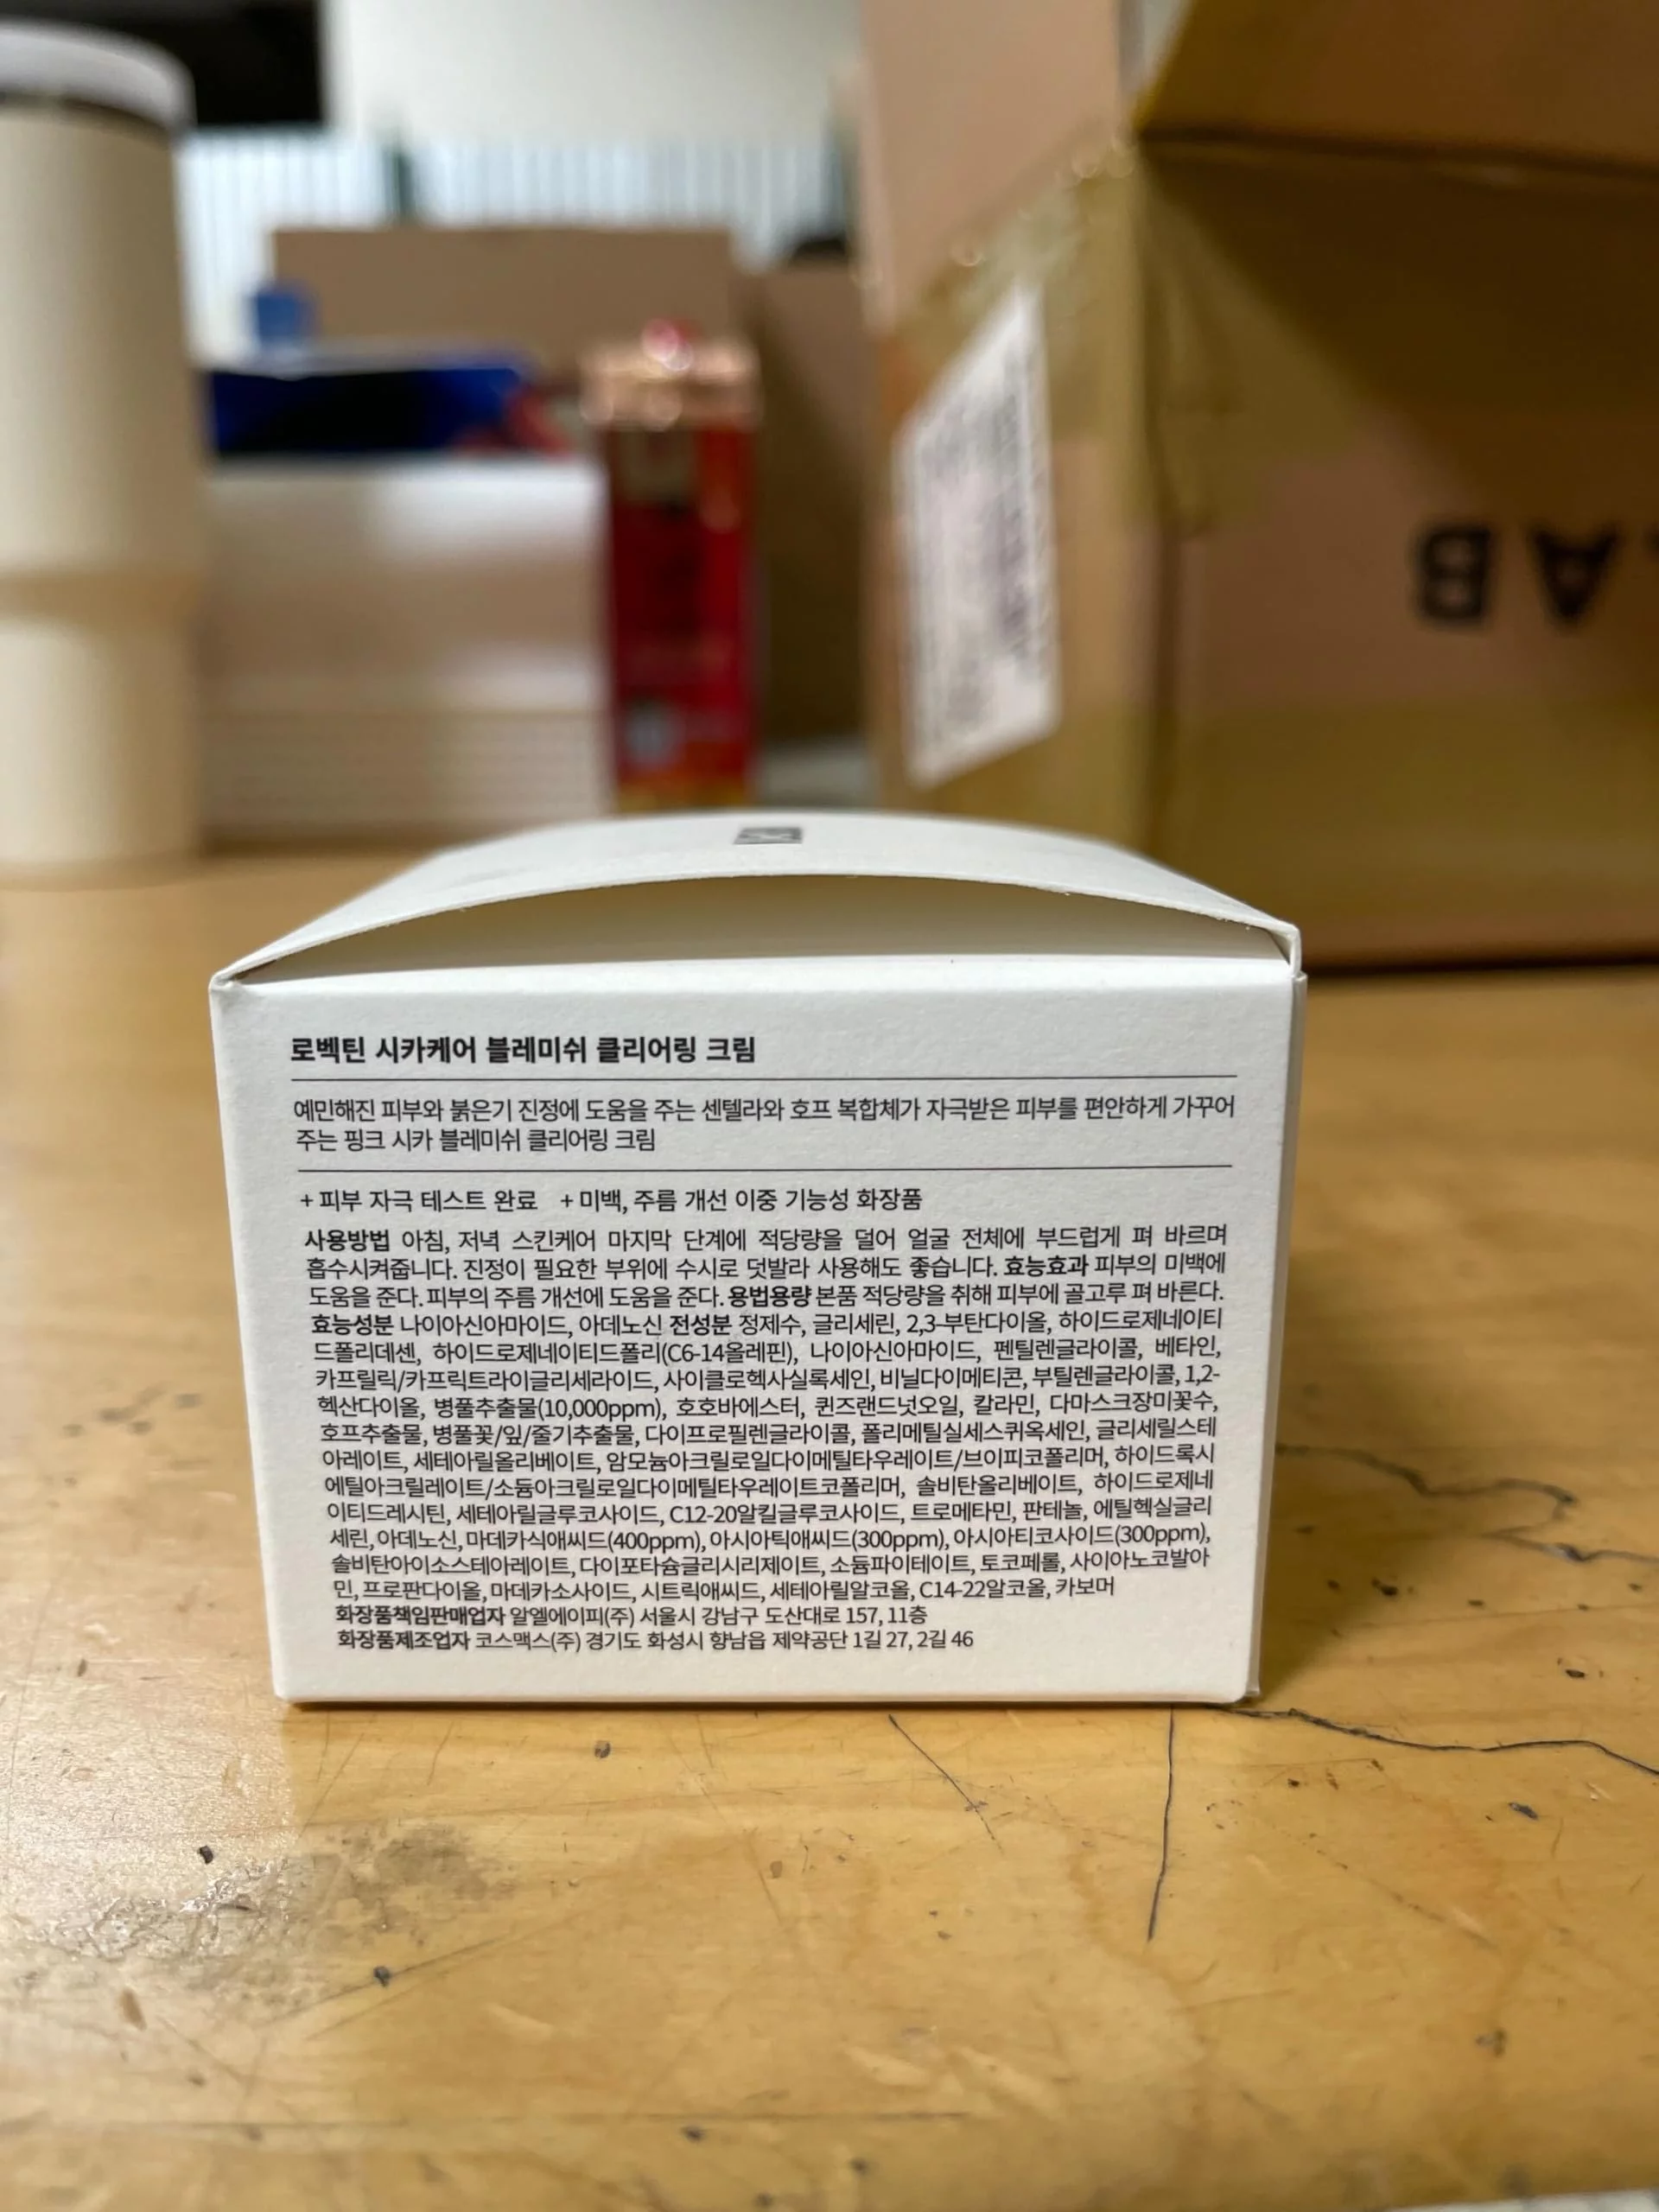 LAB
로벡틴 시카케어 블레미쉬 클리어링 크림
예민해진 피부와 붉은기 진정에 도움을 주는 센텔라와 호프 복합체가 자극받은 피부를 편안하게 가꾸어
주는 핑크 시카 블레미쉬 클리어링 크림
+ 피부 자극 테스트 완료 + 미백, 주름 개선 이중 기능성 화장품
사용방법 아침, 저녁 스킨케어 마지막 단계에 적당량을 덜어 얼굴 전체에 부드럽게 펴 바르며
흡수시켜줍니다. 진정이 필요한 부위에 수시로 덧발라 사용해도 좋습니다. 효능효과 피부의 미백에
도움을 준다. 피부의 주름 개선에 도움을 준다. 용법용량 본품 적당량을 취해 피부에 골고루 펴 바른다.
효능성분 나이아신아마이드, 아데노신 전성분 정제수, 글리세린, 2,3-부탄다이올, 하이드로제네이티
드폴리데센, 하이드로제네이티드폴리(C6-14올레핀), 나이아신아마이드, 펜틸렌글라이콜, 베타인,
카프릴릭/카프릭트라이글리세라이드, 사이클로헥사실록세인, 비닐다이메티콘, 부틸렌글라이콜, 1,2-
헥산다이올, 병풀추출물(10,000ppm), 호호바에스터, 퀸즈랜드넛오일, 칼라민, 다마스크장미꽃수,
호프추출물, 병풀꽃/잎/줄기추출물, 다이프로필렌글라이콜, 폴리메틸실세스퀴옥세인, 글리세릴스테
아레이트, 세테아릴올리베이트, 암모늄아크릴로일다이메틸타우레이트/브이피코폴리머, 하이드록시
에틸아크릴레이트/소듐아크릴로일다이메틸타우레이트코폴리머, 솔비탄올리베이트, 하이드로제네
이티드레시틴, 세테아릴글루코사이드, C12-20알킬글루코사이드, 트로메타민, 판테놀, 에틸헥실글리
세린, 아데노신, 마데카식애씨드(400ppm), 아시아틱애씨드(300ppm), 아시아티코사이드(300ppm),
솔비탄아이소스테아레이트, 다이포타슘글리시리제이트, 소듐파이테이트, 토코페롤, 사이아노코발아
민, 프로판다이올, 마데카소사이드, 시트릭애씨드, 세테아릴알코올, C14-22알코올, 카보머
화장품책임판매업자 알엘에이피(주) 서울시 강남구 도산대로 157, 11층
화장품제조업자 코스맥스(주) 경기도 화성시 향남읍 제약공단 1길 27, 2길 46